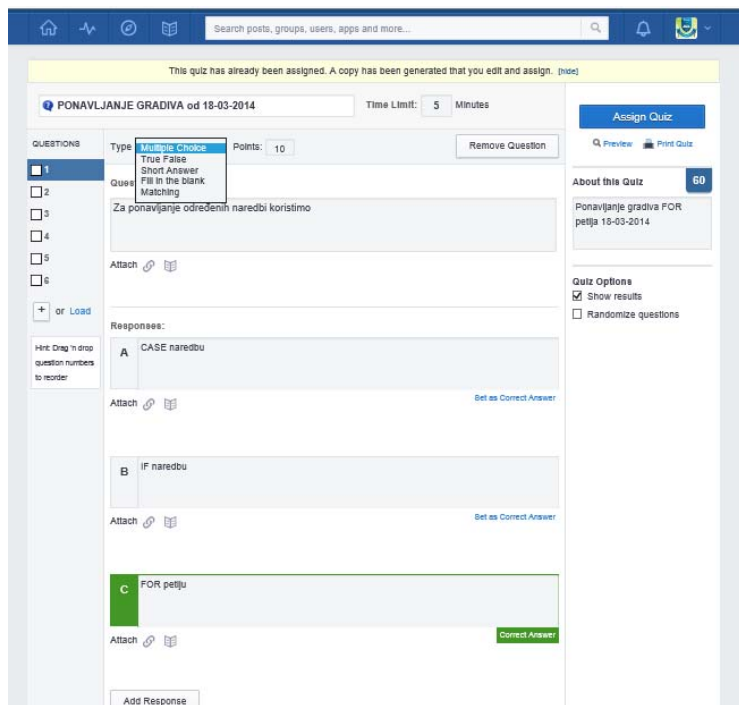 Search posts, groups, users, apps and more...
This quiz has already been assigned. A copy has been generated that you edit and assign. [hide]
PONAVLJANJE GRADIVA od 18-03-2014
Time Limit: 5 Minutes
Assign Quiz
Preview Print Quiz
QUESTIONS
Type
Multiple Choice
True False
Short Answer
Fill in the blank
Matching
Points: 10
Remove Question
1
2
3
4
5
6
+ or Load
Hint: Drag 'n drop
question numbers
to reorder
Ques
Za ponavljanje određenih naredbi koristimo
Attach
Responses:
A CASE naredbu
Attach
Set as Correct Answer
B IF naredbu
Attach
Set as Correct Answer
C FOR petlju
Attach
Correct Answer
Add Response
About this Quiz 60
Ponavljanje gradiva FOR
petlja 18-03-2014
Quiz Options
Show results
Randomize questions